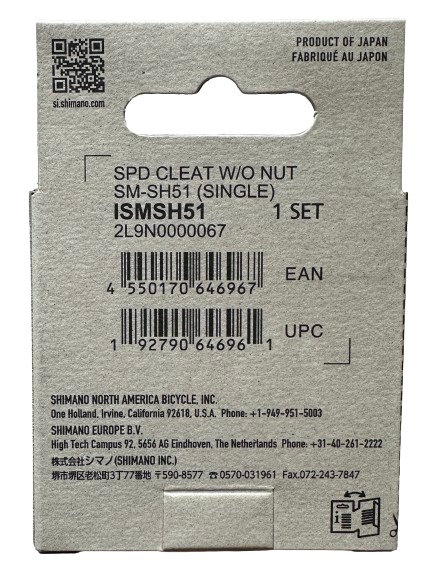 PRODUCT OF JAPAN
FABRIQUÉ AU JAPON
si.shimano.com
SPD CLEAT W/O NUT
SM-SH51 (SINGLE)
ISMSH51 1 SET
2L9N0000067
4 550170 646967 EAN
1 92790 64696 1 UPC
SHIMANO NORTH AMERICA BICYCLE, INC.
One Holland, Irvine, California 92618, U.S.A. Phone: +1-949-951-5003
SHIMANO EUROPE B.V.
High Tech Campus 92, 5656 AG Eindhoven, The Netherlands Phone: +31-40-261-2222
株式会社シマノ(SHIMANO INC.)
堺市堺区老松町3丁77番地 〒590-8577 ☎0570-031961 Fax.072-243-7847